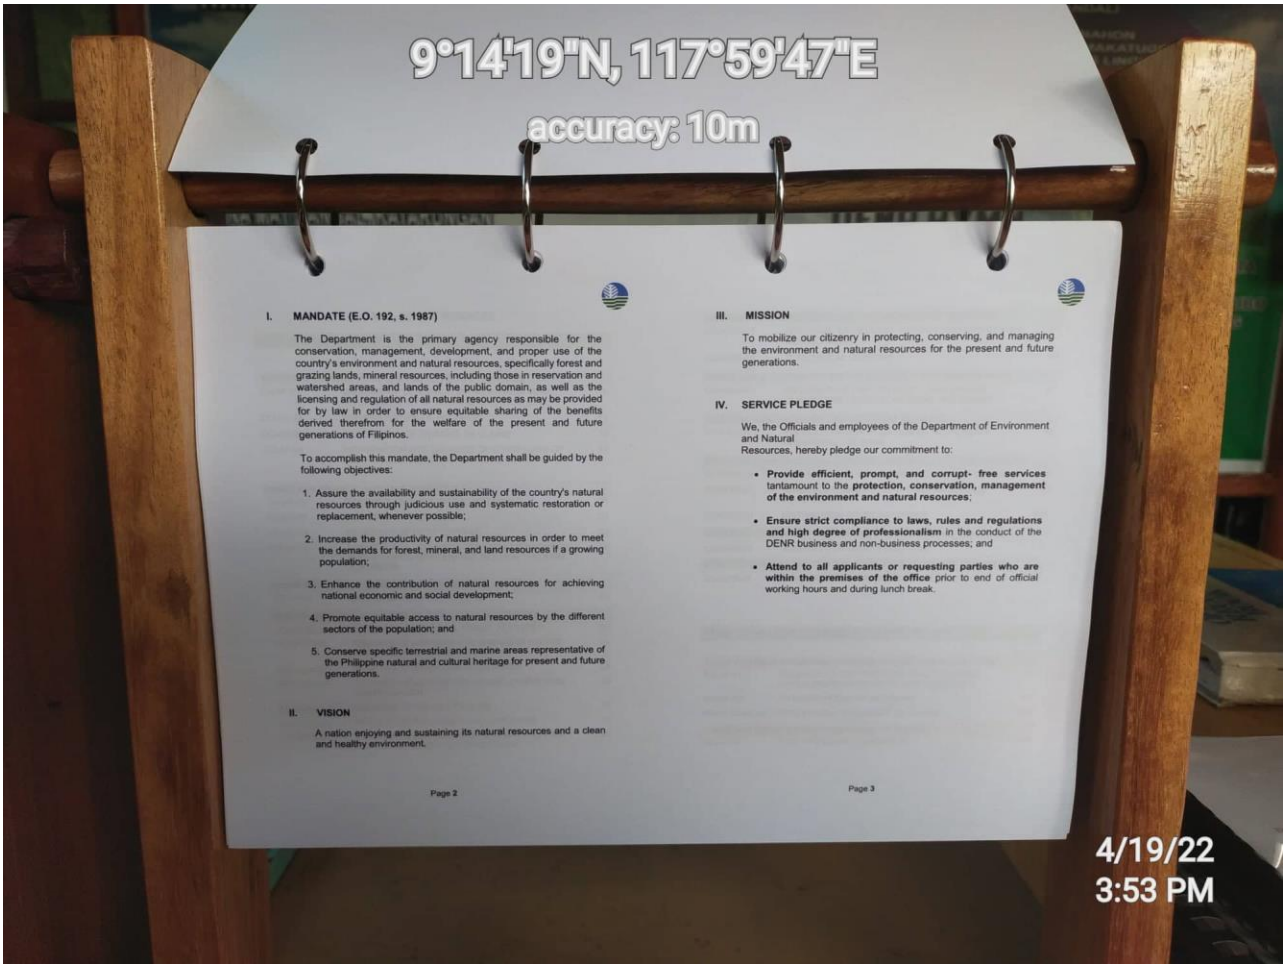 9°14'19"N, 117°59'47"E
accuracy: 10m
I. MANDATE (E.O. 192, s. 1987)
The Department is the primary agency responsible for the
conservation, management, development, and proper use of the
country's environment and natural resources, specifically forest and
grazing lands, mineral resources, including those in reservation and
watershed areas, and lands of the public domain, as well as the
licensing and regulation of all natural resources as may be provided
for by law in order to ensure equitable sharing of the benefits
derived therefrom for the welfare of the present and future
generations of Filipinos.
To accomplish this mandate, the Department shall be guided by the
following objectives:
1. Assure the availability and sustainability of the country's natural
resources through judicious use and systematic restoration or
replacement, whenever possible;
2. Increase the productivity of natural resources in order to meet
the demands for forest, mineral, and land resources if a growing
population;
3. Enhance the contribution of natural resources for achieving
national economic and social development;
4. Promote equitable access to natural resources by the different
sectors of the population; and
5. Conserve specific terrestrial and marine areas representative of
the Philippine natural and cultural heritage for present and future
generations.
II. VISION
A nation enjoying and sustaining its natural resources and a clean
and healthy environment.
Page 2
III. MISSION
To mobilize our citizenry in protecting, conserving, and managing
the environment and natural resources for the present and future
generations.
IV. SERVICE PLEDGE
We, the Officials and employees of the Department of Environment
and Natural
Resources, hereby pledge our commitment to:
• Provide efficient, prompt, and corrupt- free services
tantamount to the protection, conservation, management
of the environment and natural resources;
• Ensure strict compliance to laws, rules and regulations
and high degree of professionalism in the conduct of the
DENR business and non-business processes; and
• Attend to all applicants or requesting parties who are
within the premises of the office prior to end of official
working hours and during lunch break.
Page 3
4/19/22
3:53 PM